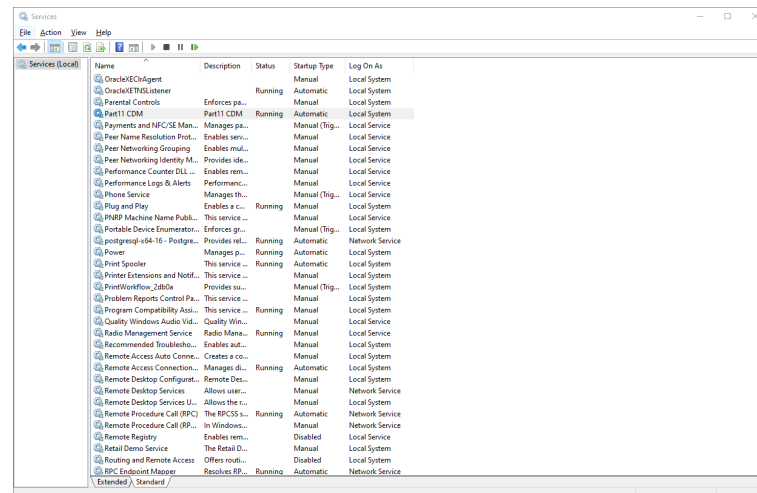 Services
File Action View Help
Services (Local)
Name Description Status Startup Type Log On As
OracleXEClrAgent Manual Local System
OracleXETNSListener Running Automatic Local System
Parental Controls Enforces pa... Manual Local System
Part11 CDM Part11 CDM Running Automatic Local System
Payments and NFC/SE Man... Manages pa... Manual (Trig... Local Service
Peer Name Resolution Prot... Enables serv... Manual Local Service
Peer Networking Grouping Enables mul... Manual Local Service
Peer Networking Identity M... Provides ide... Manual Local Service
Performance Counter DLL ... Enables rem... Manual Local Service
Performance Logs & Alerts Performanc... Manual Local Service
Phone Service Manages th... Manual (Trig... Local Service
Plug and Play Enables a c... Running Manual Local System
PNRP Machine Name Publi... This service ... Manual Local Service
Portable Device Enumerator... Enforces gr... Manual (Trig... Local System
postgresql-x64-16 - Postgre... Provides rel... Running Automatic Network Service
Power Manages p... Running Automatic Local System
Print Spooler This service ... Running Automatic Local System
Printer Extensions and Notif... This service ... Manual Local System
PrintWorkflow_2db0a Provides su... Manual (Trig... Local System
Problem Reports Control Pa... This service ... Manual Local System
Program Compatibility Assi... This service ... Running Manual Local System
Quality Windows Audio Vid... Quality Win... Manual Local Service
Radio Management Service Radio Mana... Running Manual Local Service
Recommended Troublesho... Enables aut... Manual Local System
Remote Access Auto Conne... Creates a co... Manual Local System
Remote Access Connection... Manages di... Running Automatic Local System
Remote Desktop Configurat... Remote Des... Manual Local System
Remote Desktop Services Allows user... Manual Network Service
Remote Desktop Services U... Allows the r... Manual Local System
Remote Procedure Call (RPC) The RPCSS s... Running Automatic Network Service
Remote Procedure Call (RP... In Windows... Manual Network Service
Remote Registry Enables rem... Disabled Local Service
Retail Demo Service The Retail D... Manual Local System
Routing and Remote Access Offers routi... Disabled Local System
RPC Endpoint Mapper Resolves RP... Running Automatic Network Service
Extended Standard